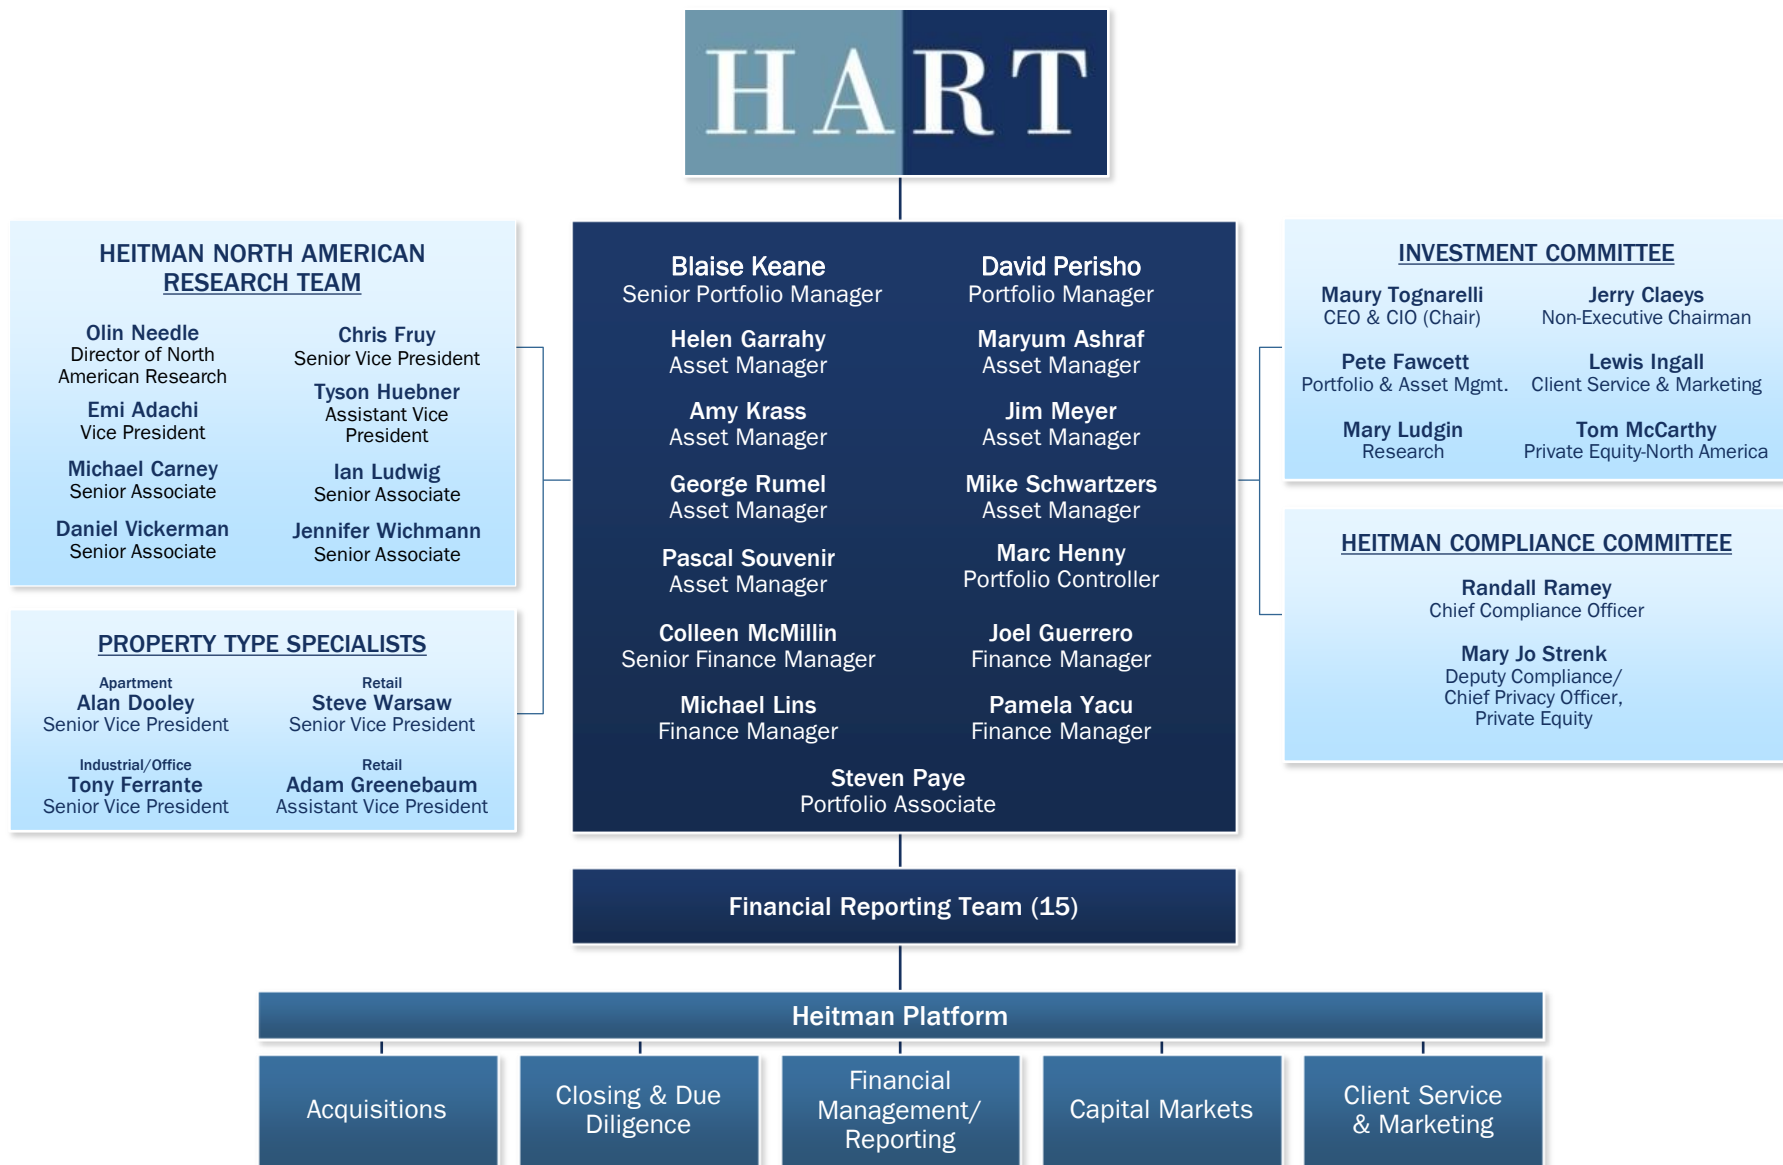 HART
HEITMAN NORTH AMERICAN
RESEARCH TEAM
Olin Needle
Director of North
American Research
Emi Adachi
Vice President
Michael Carney
Senior Associate
Daniel Vickerman
Senior Associate
Chris Fruy
Senior Vice President
Tyson Huebner
Assistant Vice
President
Ian Ludwig
Senior Associate
Jennifer Wichmann
Senior Associate
PROPERTY TYPE SPECIALISTS
Apartment
Alan Dooley
Senior Vice President
Retail
Steve Warsaw
Senior Vice President
Industrial/Office
Tony Ferrante
Senior Vice President
Retail
Adam Greenebaum
Assistant Vice President
Blaise Keane
Senior Portfolio Manager
David Perisho
Portfolio Manager
Helen Garrahy
Asset Manager
Maryum Ashraf
Asset Manager
Amy Krass
Asset Manager
Jim Meyer
Asset Manager
George Rumel
Asset Manager
Mike Schwartzers
Asset Manager
Pascal Souvenir
Asset Manager
Marc Henny
Portfolio Controller
Colleen McMillin
Senior Finance Manager
Joel Guerrero
Finance Manager
Michael Lins
Finance Manager
Pamela Yacu
Finance Manager
Steven Paye
Portfolio Associate
INVESTMENT COMMITTEE
Maury Tognarelli
CEO & CIO (Chair)
Jerry Claeys
Non-Executive Chairman
Pete Fawcett
Portfolio & Asset Mgmt.
Lewis Ingall
Client Service & Marketing
Mary Ludgin
Research
Tom McCarthy
Private Equity-North America
HEITMAN COMPLIANCE COMMITTEE
Randall Ramey
Chief Compliance Officer
Mary Jo Strenk
Deputy Compliance/
Chief Privacy Officer,
Private Equity
Financial Reporting Team (15)
Heitman Platform
Acquisitions
Closing & Due
Diligence
Financial
Management/
Reporting
Capital Markets
Client Service
& Marketing